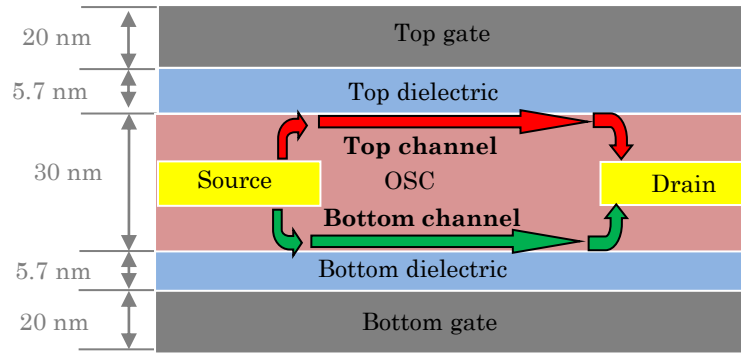 20 nm
Top gate
5.7 nm
Top dielectric
30 nm
Top channel
Source
OSC
Drain
Bottom channel
5.7 nm
Bottom dielectric
20 nm
Bottom gate